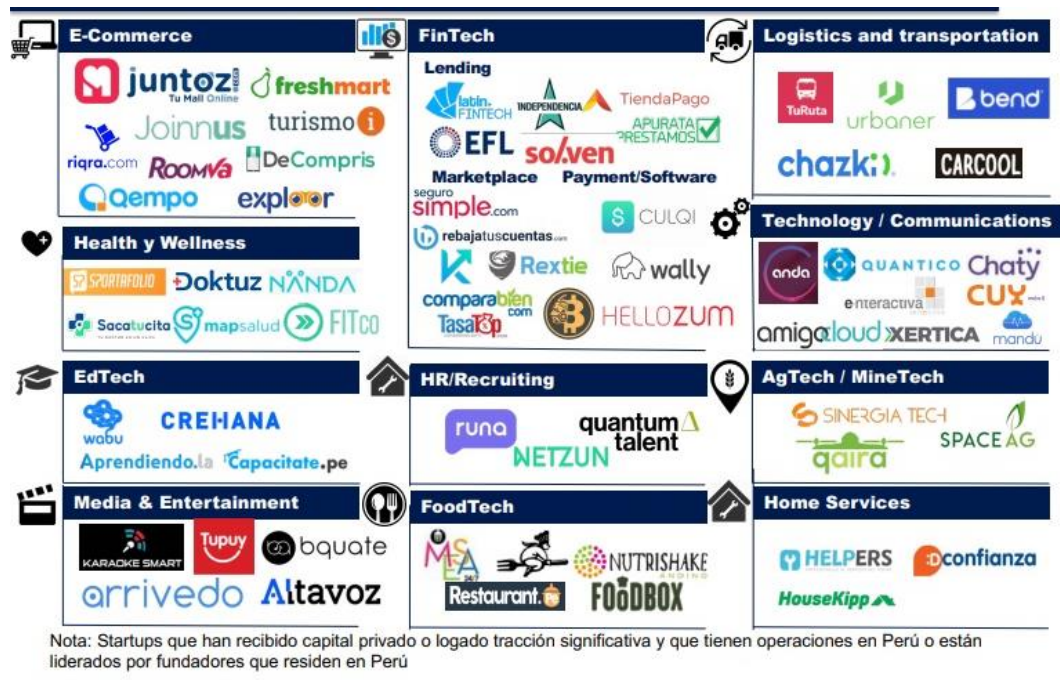 E-Commerce
juntoz
Tu Mall Online
freshmart
Joinnus
turismo i
riqra.com
Roomva
DeCompris
Qempo
exploor
Health y Wellness
SPORTAFOLIO
Doktuz
NANDA
Sacatucita
mapsalud
FITco
EdTech
wabu
CREHANA
Aprendiendo.la
Capacitate.pe
Media & Entertainment
KARAOKE SMART
Tupuy
bquate
arrivedo
Altavoz
FinTech
Lending
latin.
FINTECH
INDEPENDENCIA
TiendaPago
EFL
solven
APURATA
PRESTAMOS
Marketplace
Payment/Software
seguro
simple.com
CULQI
rebajatuscuentas.com
Rextie
wally
comparabien
.com
TasaTop.com
HELLOZUM
HR/Recruiting
runa
quantum
talent
NETZUN
FoodTech
MESA
24/7
NUTRISHAKE
ANDINO
Restaurant.Pe
FOODBOX
Logistics and transportation
TuRuta
urbaner
bend
chazki
CARCOOL
Technology / Communications
anda
QUANTICO
Chaty
e·nteractiva
CUY
amigocloud
XERTICA
mandü
AgTech / MineTech
SINERGIA TECH
qaira
SPACE AG
Home Services
HELPERS
Dconfianza
HouseKipp
Nota: Startups que han recibido capital privado o logado tracción significativa y que tienen operaciones en Perú o están
liderados por fundadores que residen en Perú